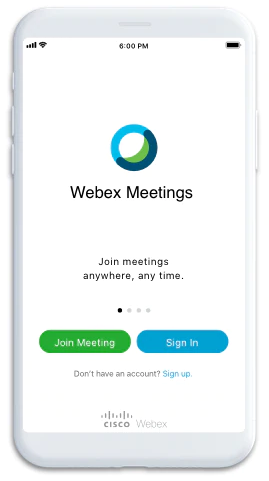 6:00 PM
Webex Meetings
Join meetings
anywhere, any time.
Join Meeting
Sign In
Don't have an account? Sign up.
CISCO Webex